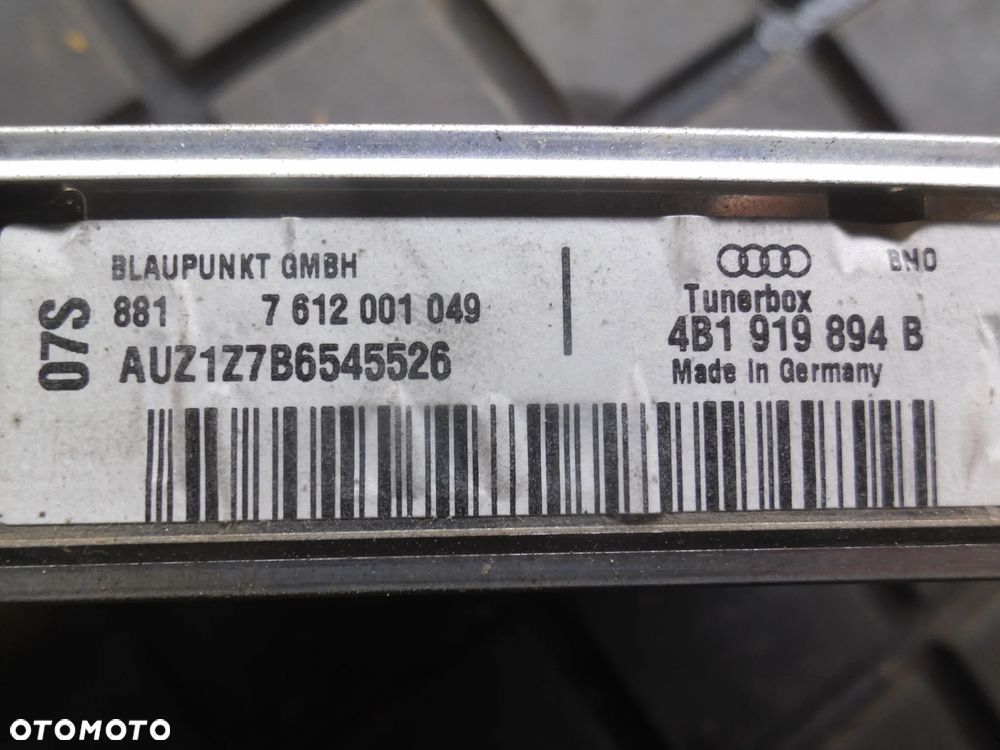 07S
BLAUPUNKT GMBH
881 7 612 001 049
AUZ1Z7B6545526
BNO
Tunerbox
4B1 919 894 B
Made in Germany
OTOMOTO